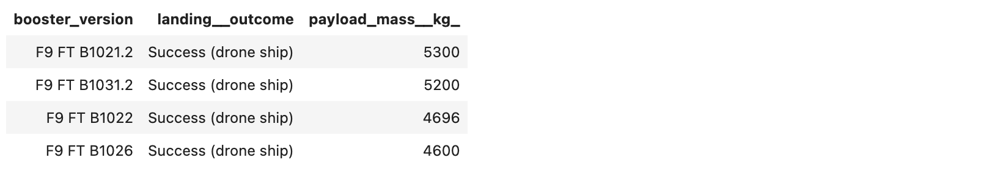 booster_version landing__outcome payload_mass__kg_
F9 FT B1021.2 Success (drone ship) 5300
F9 FT B1031.2 Success (drone ship) 5200
F9 FT B1022 Success (drone ship) 4696
F9 FT B1026 Success (drone ship) 4600